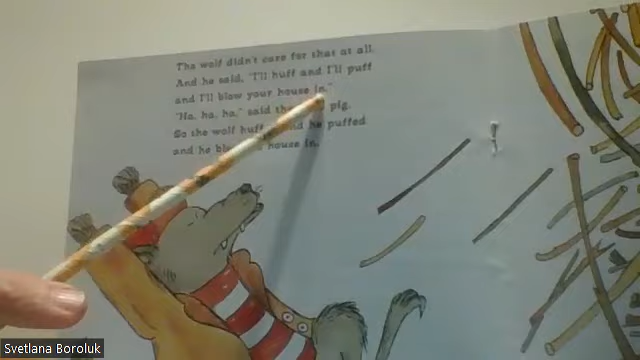 The wolf didn't care for that at all.
And he said, "I'll huff and I'll puff
and I'll blow your house in."
"Ha, ha, ha," said the pig.
So the wolf huff and he puffed
and he house in.
Svetlana Boroluk